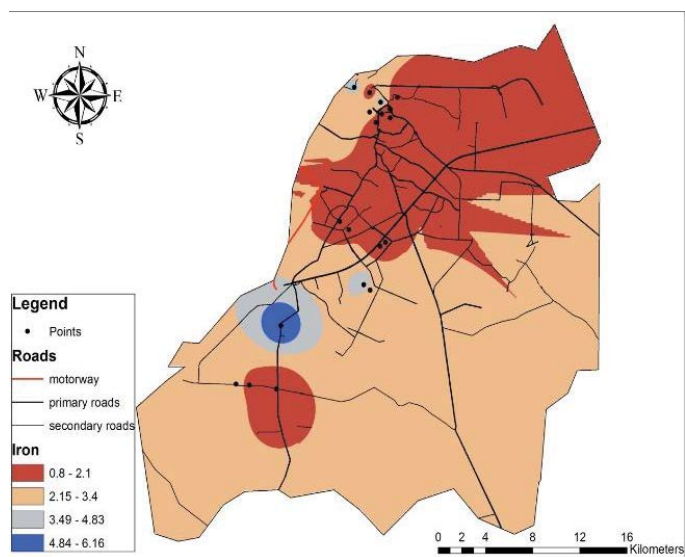 N
W E
S
Legend
Points
Roads
motorway
primary roads
secondary roads
Iron
0.8 - 2.1
2.15 - 3.4
3.49 - 4.83
4.84 - 6.16
0 2 4 8 12 16
Kilometers